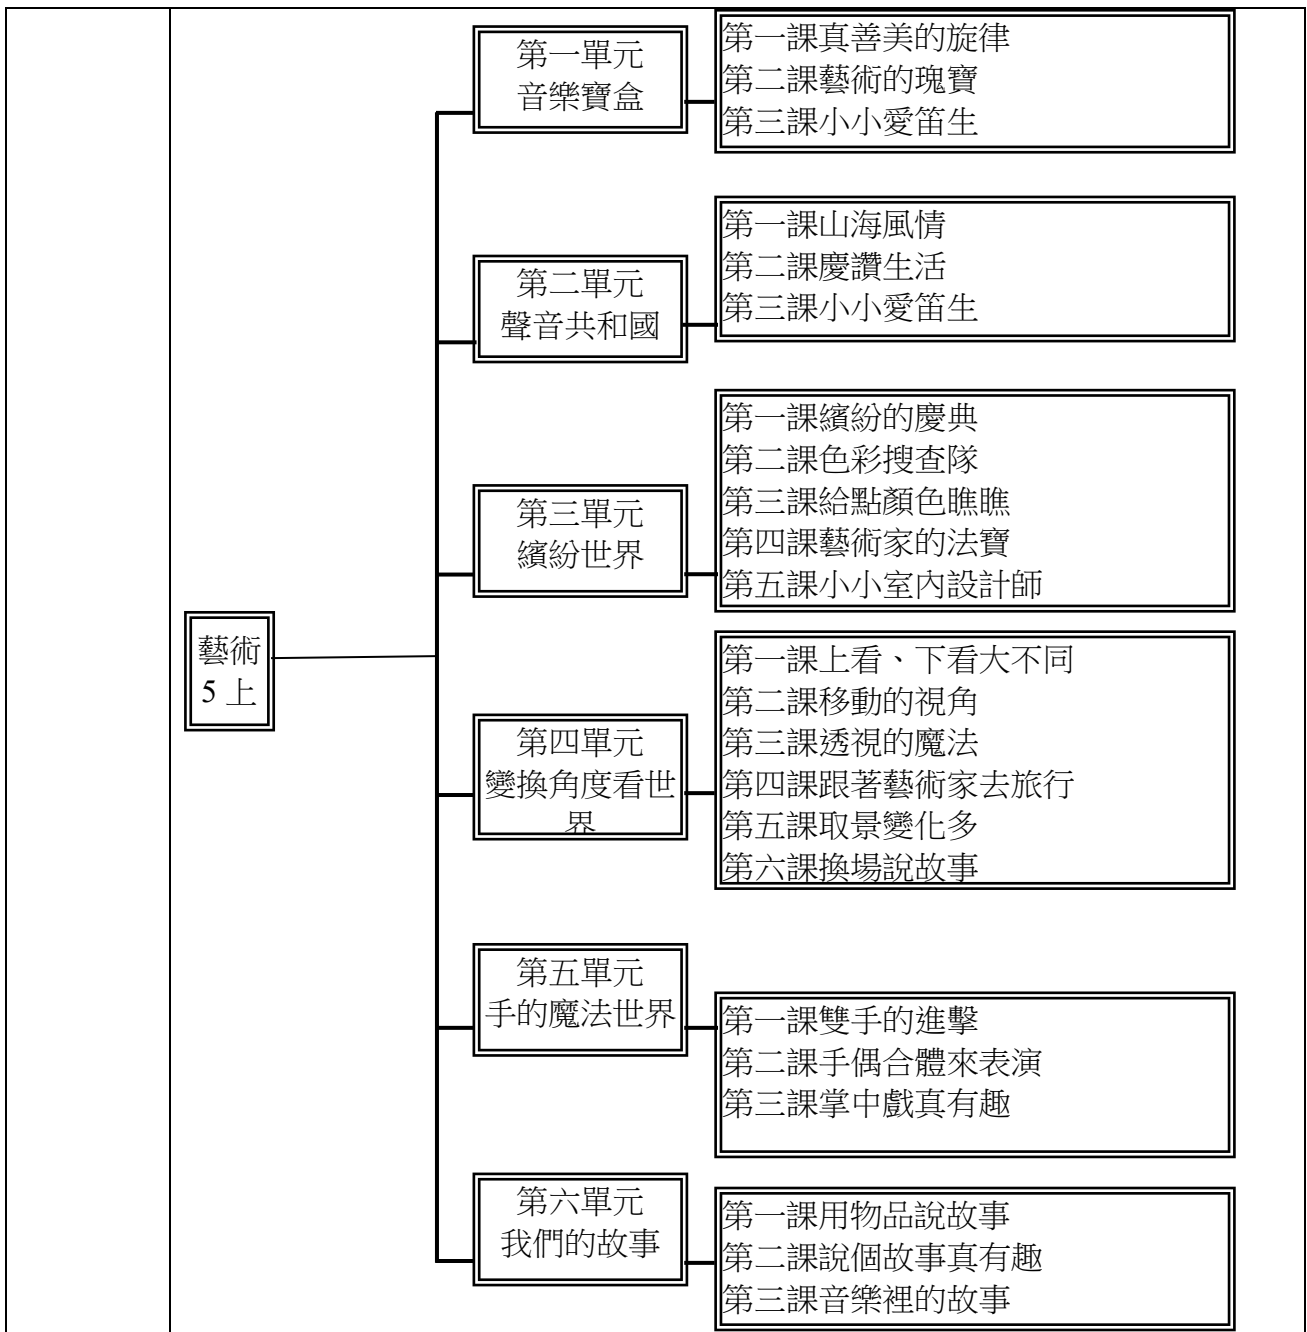 藝術
5 上
第一單元
音樂寶盒
第一課真善美的旋律
第二課藝術的瑰寶
第三課小小愛笛生
第二單元
聲音共和國
第一課山海風情
第二課慶讚生活
第三課小小愛笛生
第三單元
繽紛世界
第一課繽紛的慶典
第二課色彩搜查隊
第三課給點顏色瞧瞧
第四課藝術家的法寶
第五課小小室內設計師
第四單元
變換角度看世
界
第一課上看、下看大不同
第二課移動的視角
第三課透視的魔法
第四課跟著藝術家去旅行
第五課取景變化多
第六課換場說故事
第五單元
手的魔法世界
第一課雙手的進擊
第二課手偶合體來表演
第三課掌中戲真有趣
第六單元
我們的故事
第一課用物品說故事
第二課說個故事真有趣
第三課音樂裡的故事